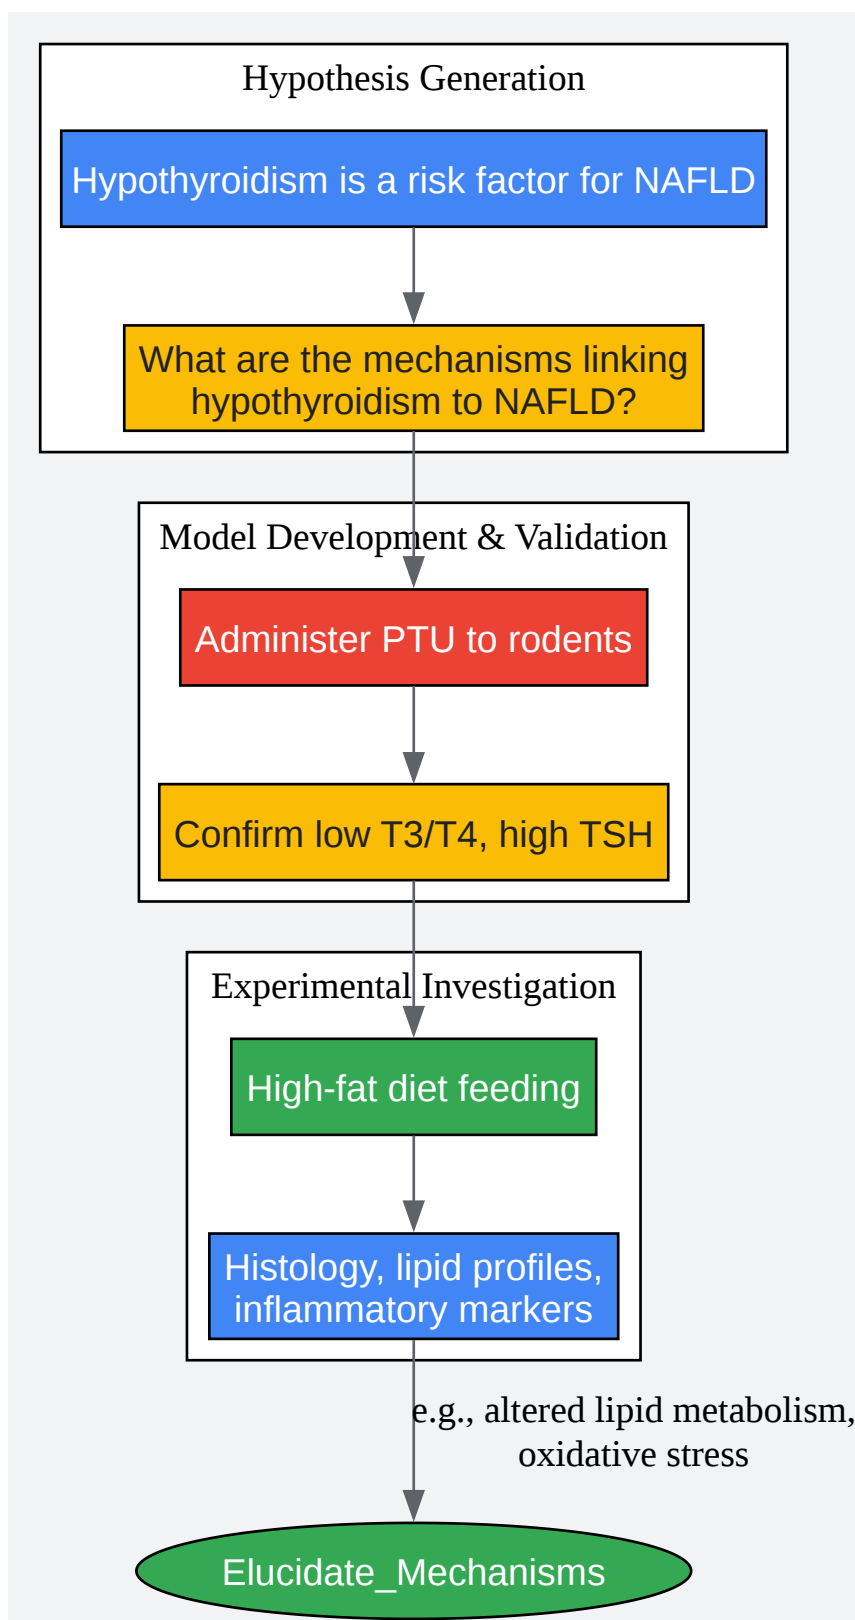 Hypothesis Generation
Hypothyroidism is a risk factor for NAFLD
What are the mechanisms linking
hypothyroidism to NAFLD?
Model Development & Validation
Administer PTU to rodents
Confirm low T3/T4, high TSH
Experimental Investigation
High-fat diet feeding
Histology, lipid profiles,
inflammatory markers
e.g., altered lipid metabolism,
oxidative stress
Elucidate_Mechanisms